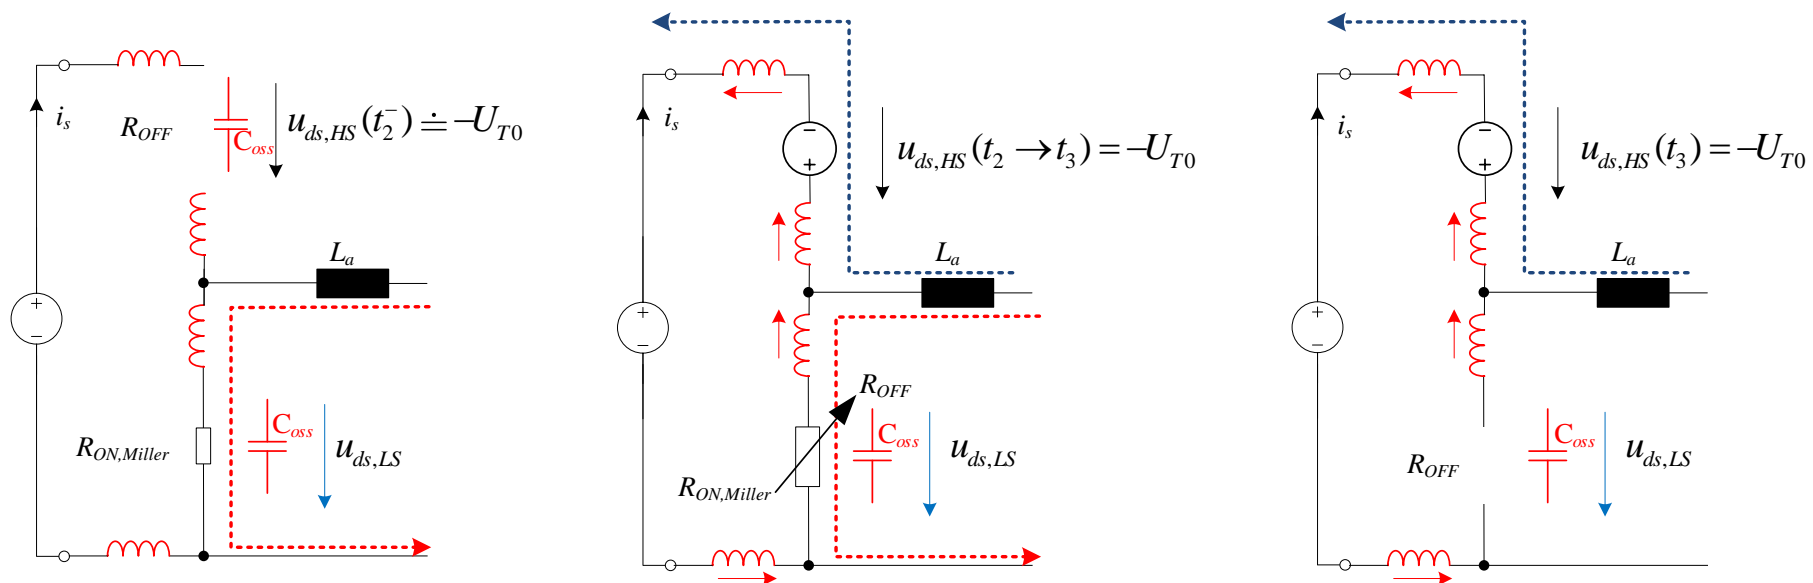 i_s
R_OFF
C_oss
u_ds,HS(t_2^-) ≐ -U_T0
L_a
R_ON,Miller
C_oss
u_ds,LS
+
-
i_s
-
+
u_ds,HS(t_2 → t_3) = -U_T0
L_a
+
-
R_OFF
R_ON,Miller
C_oss
u_ds,LS
i_s
-
+
u_ds,HS(t_3) = -U_T0
L_a
+
-
R_OFF
C_oss
u_ds,LS